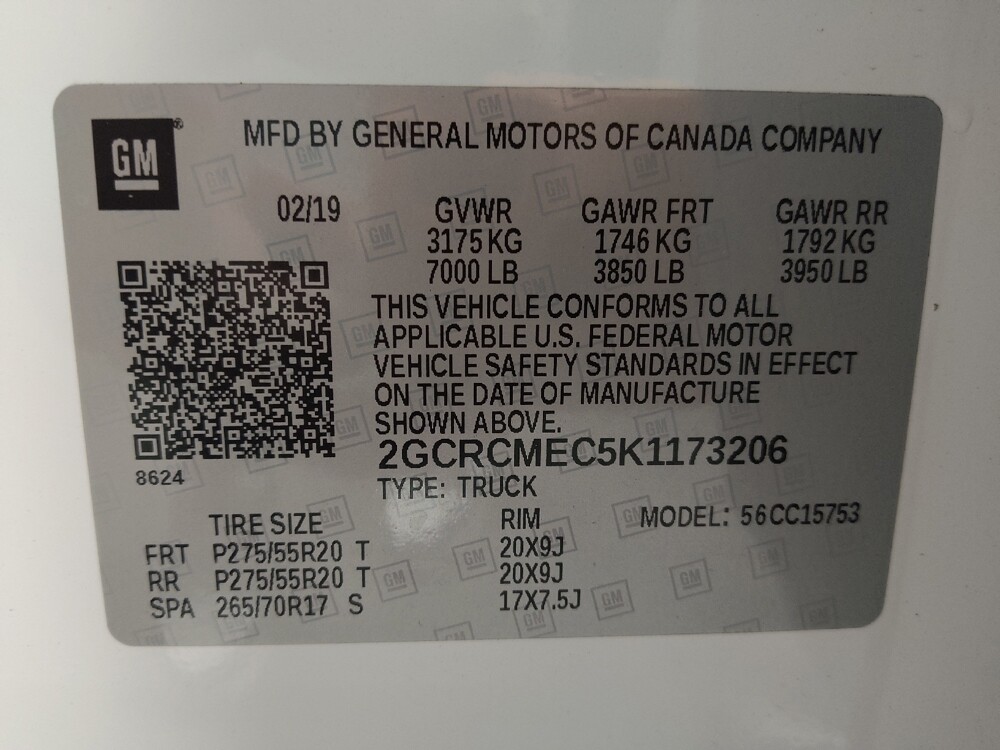 GM
MFD BY GENERAL MOTORS OF CANADA COMPANY
02/19 GVWR GAWR FRT GAWR RR
3175 KG 1746 KG 1792 KG
7000 LB 3850 LB 3950 LB
THIS VEHICLE CONFORMS TO ALL
APPLICABLE U.S. FEDERAL MOTOR
VEHICLE SAFETY STANDARDS IN EFFECT
ON THE DATE OF MANUFACTURE
SHOWN ABOVE.
2GCRCMEC5K1173206
8624
TYPE: TRUCK
TIRE SIZE RIM MODEL: 56CC15753
FRT P275/55R20 T 20X9J
RR P275/55R20 T 20X9J
SPA 265/70R17 S 17X7.5J